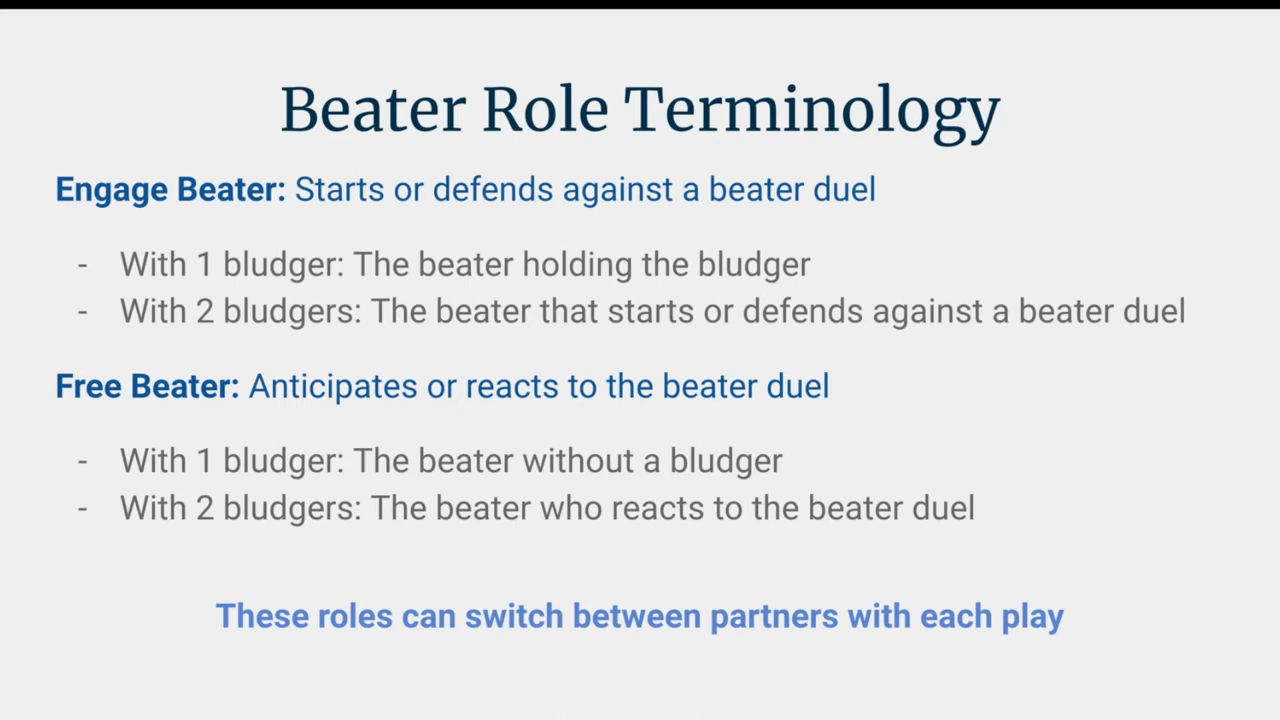 Beater Role Terminology
Engage Beater: Starts or defends against a beater duel
- With 1 bludger: The beater holding the bludger
- With 2 bludgers: The beater that starts or defends against a beater duel
Free Beater: Anticipates or reacts to the beater duel
- With 1 bludger: The beater without a bludger
- With 2 bludgers: The beater who reacts to the beater duel
These roles can switch between partners with each play